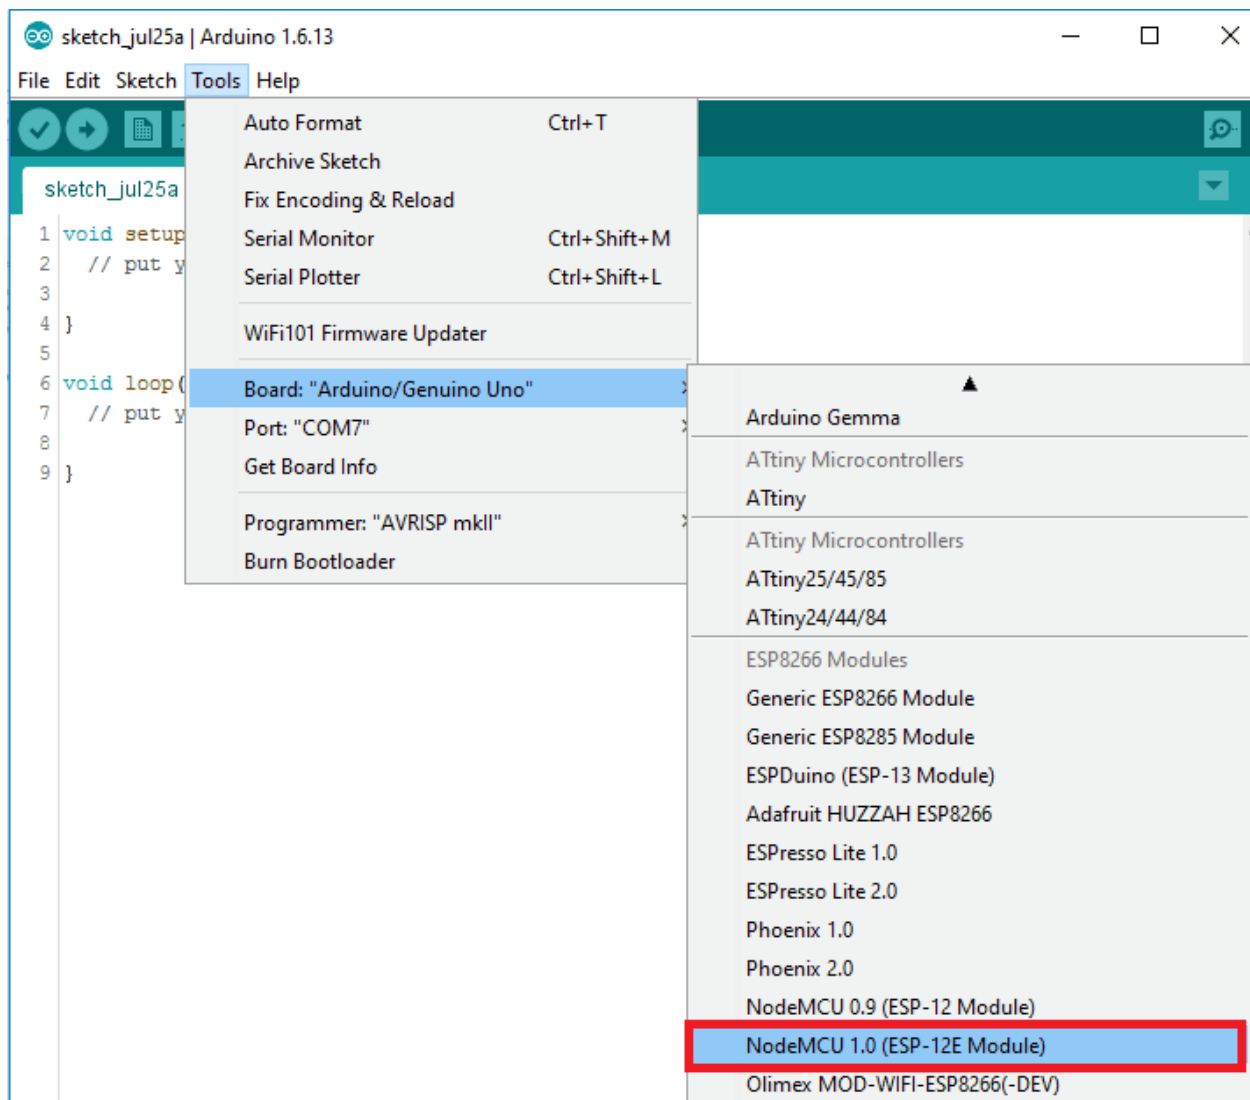 sketch_jul25a | Arduino 1.6.13
File Edit Sketch Tools Help
sketch_jul25a
1 void setup
2 // put y
3
4 }
5
6 void loop(
7 // put y
8
9 }
Auto Format Ctrl+T
Archive Sketch
Fix Encoding & Reload
Serial Monitor Ctrl+Shift+M
Serial Plotter Ctrl+Shift+L
WiFi101 Firmware Updater
Board: "Arduino/Genuino Uno"
Port: "COM7"
Get Board Info
Programmer: "AVRISP mkII"
Burn Bootloader
Arduino Gemma
ATtiny Microcontrollers
ATtiny
ATtiny Microcontrollers
ATtiny25/45/85
ATtiny24/44/84
ESP8266 Modules
Generic ESP8266 Module
Generic ESP8285 Module
ESPDuino (ESP-13 Module)
Adafruit HUZZAH ESP8266
ESPresso Lite 1.0
ESPresso Lite 2.0
Phoenix 1.0
Phoenix 2.0
NodeMCU 0.9 (ESP-12 Module)
NodeMCU 1.0 (ESP-12E Module)
Olimex MOD-WIFI-ESP8266(-DEV)